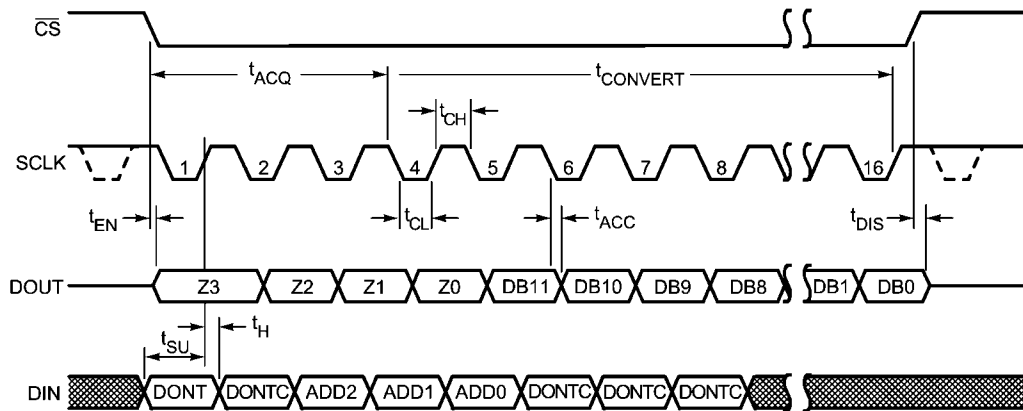 CS
tACQ
tCONVERT
tCH
SCLK
1 2 3 4 5 6 7 8 16
tEN
tCL
tACC
tDIS
DOUT
Z3 Z2 Z1 Z0 DB11 DB10 DB9 DB8 DB1 DB0
tSU
tH
DIN
DONT DONTC ADD2 ADD1 ADD0 DONTC DONTC DONTC